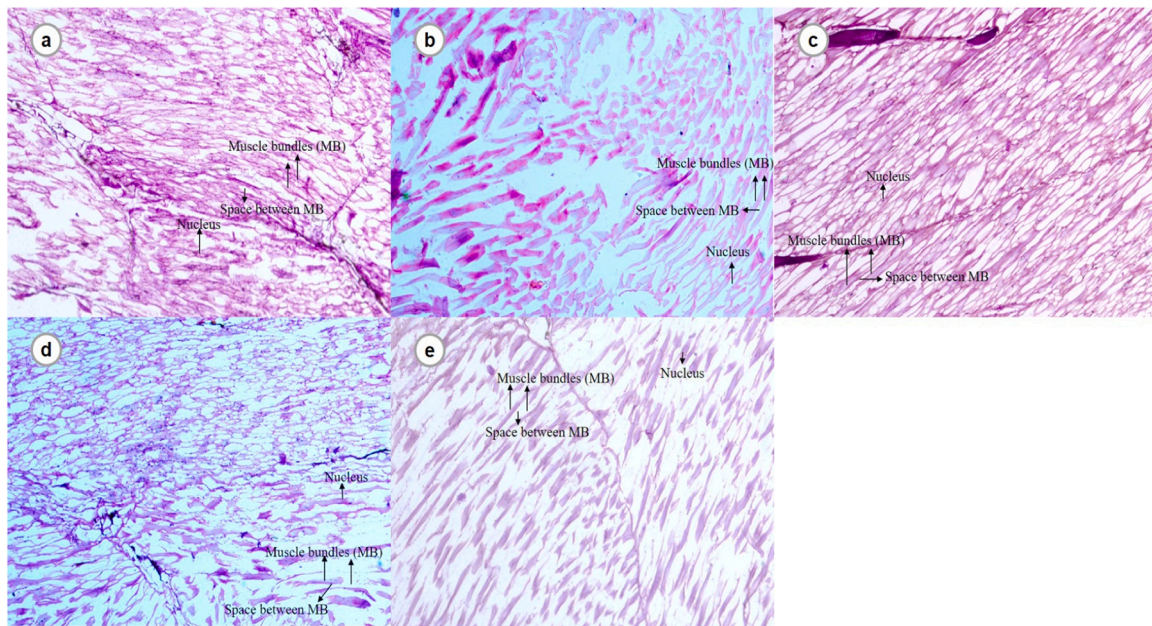 a
Muscle bundles (MB)
Space between MB
Nucleus
b
Muscle bundles (MB)
Space between MB
Nucleus
c
Nucleus
Muscle bundles (MB)
Space between MB
d
Nucleus
Muscle bundles (MB)
Space between MB
e
Muscle bundles (MB)
Nucleus
Space between MB